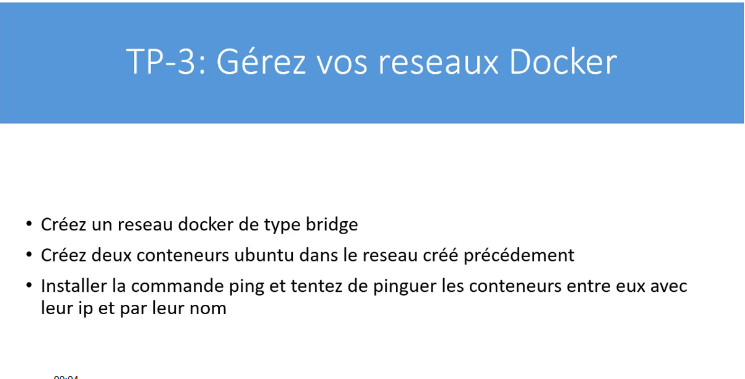 TP-3: Gérez vos reseaux Docker
• Créez un reseau docker de type bridge
• Créez deux conteneurs ubuntu dans le reseau créé précédement
• Installer la commande ping et tentez de pinguer les conteneurs entre eux avec
leur ip et par leur nom